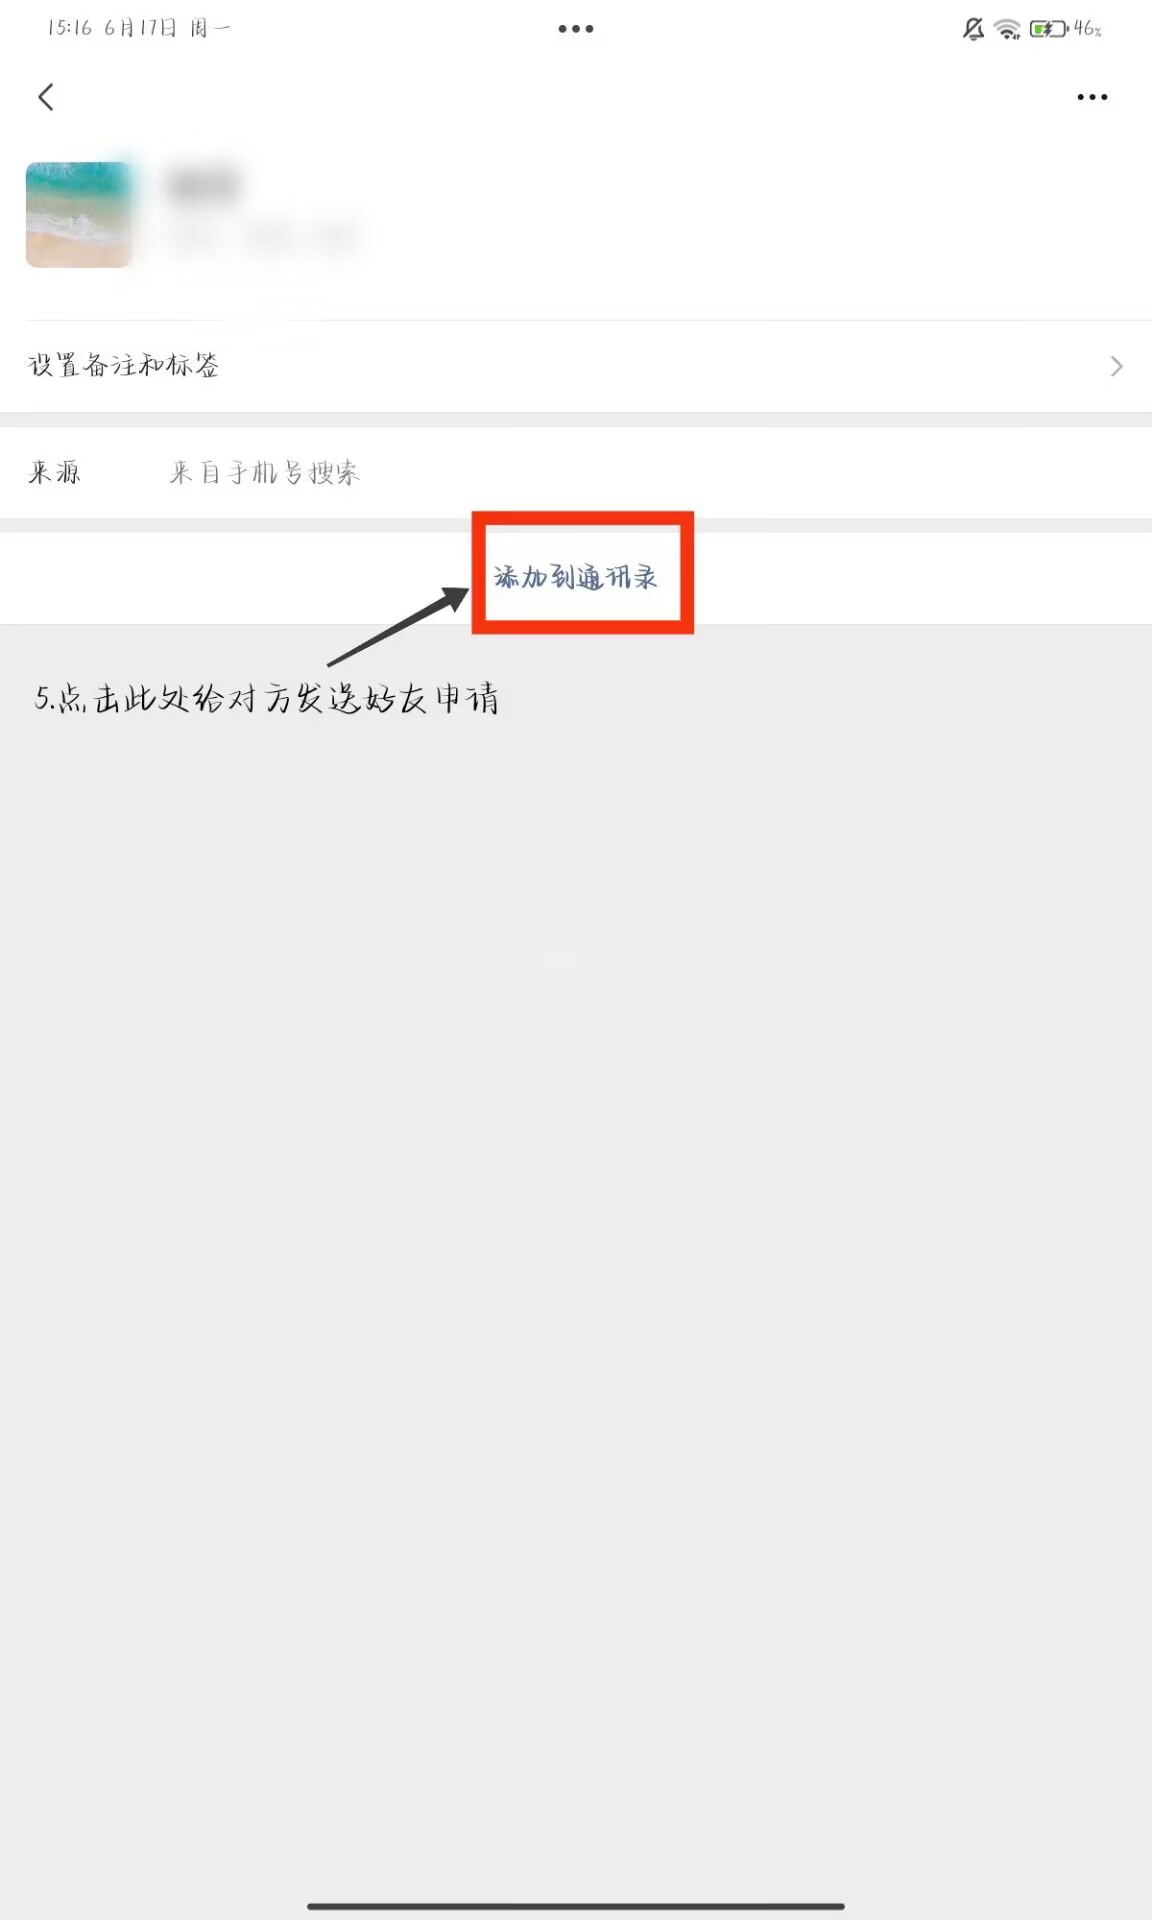 15:16 6月17日 周一
46%
设置备注和标签
来源 来自手机号搜索
添加到通讯录
5.点击此处给对方发送好友申请